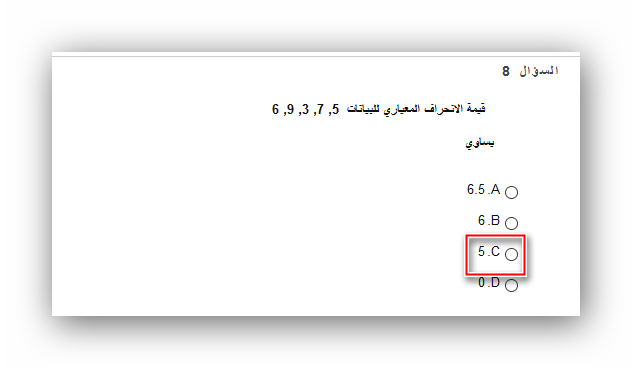 السؤال 8
قيمة الانحراف المعياري للبيانات 5, 7, 3, 9, 6
يساوي
6.5 .A
6 .B
5 .C
0 .D